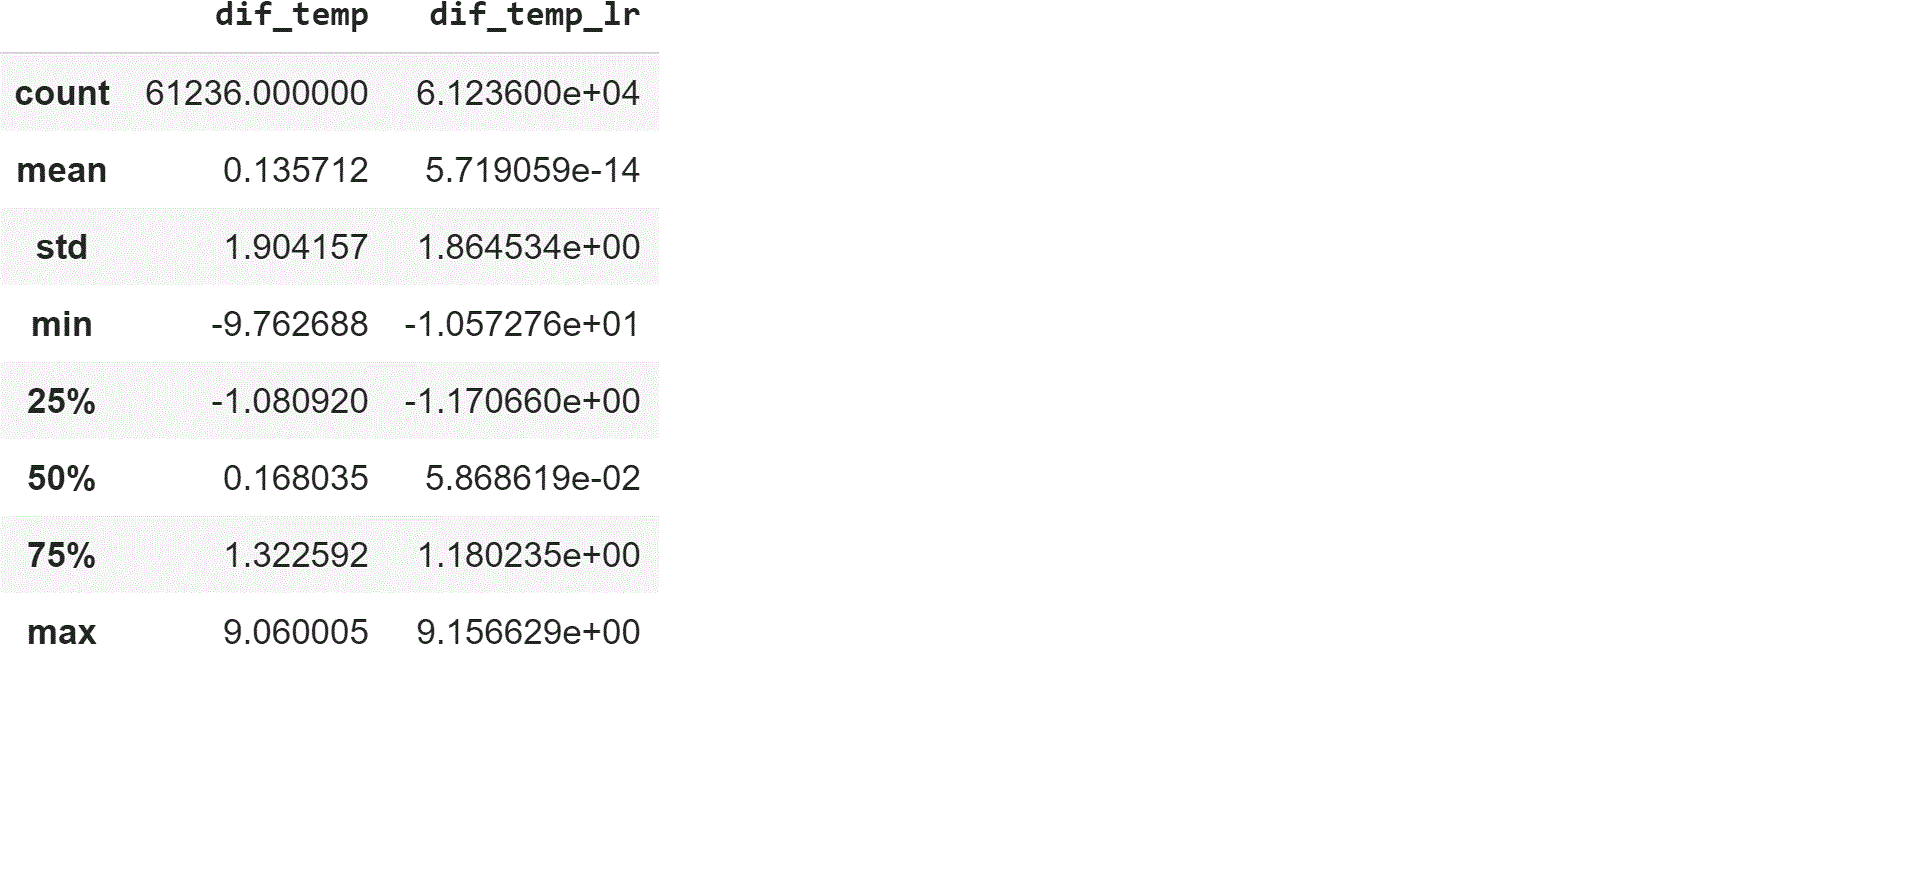 dif_temp dif_temp_lr
count 61236.000000 6.123600e+04
mean 0.135712 5.719059e-14
std 1.904157 1.864534e+00
min -9.762688 -1.057276e+01
25% -1.080920 -1.170660e+00
50% 0.168035 5.868619e-02
75% 1.322592 1.180235e+00
max 9.060005 9.156629e+00